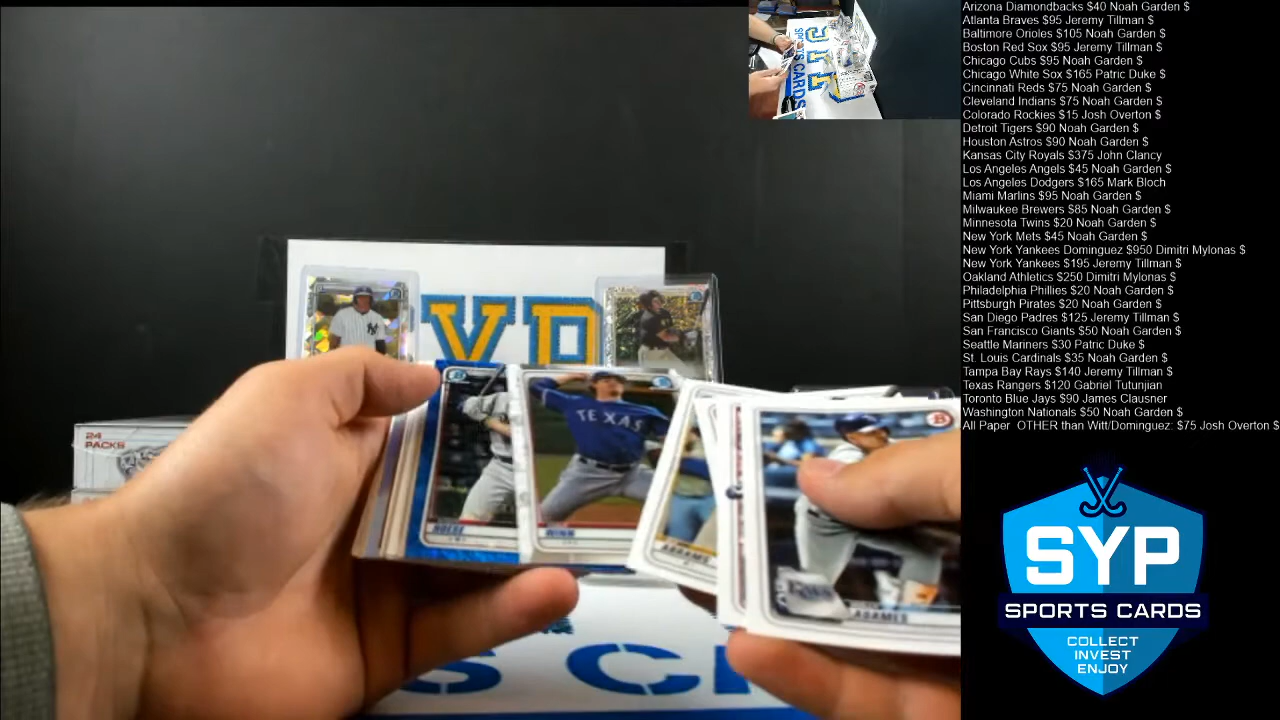 Arizona Diamondbacks $40 Noah Garden $
Atlanta Braves $95 Jeremy Tillman $
Baltimore Orioles $105 Noah Garden $
Boston Red Sox $95 Jeremy Tillman $
Chicago Cubs $95 Noah Garden $
Chicago White Sox $165 Patric Duke $
Cincinnati Reds $75 Noah Garden $
Cleveland Indians $75 Noah Garden $
Colorado Rockies $15 Josh Overton $
Detroit Tigers $90 Noah Garden $
Houston Astros $90 Noah Garden $
Kansas City Royals $375 John Clancy
Los Angeles Angels $45 Noah Garden $
Los Angeles Dodgers $165 Mark Bloch
Miami Marlins $95 Noah Garden $
Milwaukee Brewers $85 Noah Garden $
Minnesota Twins $20 Noah Garden $
New York Mets $45 Noah Garden $
New York Yankees Dominguez $950 Dimitri Mylonas $
New York Yankees $195 Jeremy Tillman $
Oakland Athletics $250 Dimitri Mylonas $
Philadelphia Phillies $20 Noah Garden $
Pittsburgh Pirates $20 Noah Garden $
San Diego Padres $125 Jeremy Tillman $
San Francisco Giants $50 Noah Garden $
Seattle Mariners $30 Patric Duke $
St. Louis Cardinals $35 Noah Garden $
Tampa Bay Rays $140 Jeremy Tillman $
Texas Rangers $120 Gabriel Tutunjian
Toronto Blue Jays $90 James Clausner
Washington Nationals $50 Noah Garden $
All Paper OTHER than Witt/Dominguez: $75 Josh Overton $
SYP
SPORTS CARDS
COLLECT
INVEST
ENJOY
SPORTS CARDS
24
PACKS
TEXAS
WINN
ADAMS
ADAMES